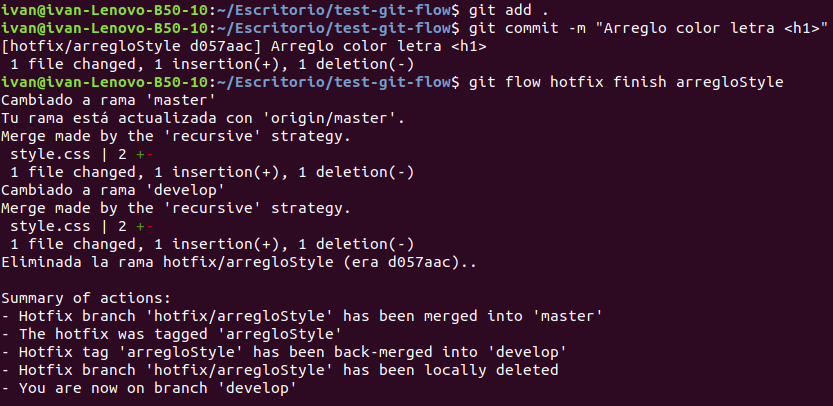 ivan@ivan-Lenovo-B50-10:~/Escritorio/test-git-flow$ git add .
ivan@ivan-Lenovo-B50-10:~/Escritorio/test-git-flow$ git commit -m "Arreglo color letra <h1>"
[hotfix/arregloStyle d057aac] Arreglo color letra <h1>
 1 file changed, 1 insertion(+), 1 deletion(-)
ivan@ivan-Lenovo-B50-10:~/Escritorio/test-git-flow$ git flow hotfix finish arregloStyle
Cambiado a rama 'master'
Tu rama está actualizada con 'origin/master'.
Merge made by the 'recursive' strategy.
 style.css | 2 +-
 1 file changed, 1 insertion(+), 1 deletion(-)
Cambiado a rama 'develop'
Merge made by the 'recursive' strategy.
 style.css | 2 +-
 1 file changed, 1 insertion(+), 1 deletion(-)
Eliminada la rama hotfix/arregloStyle (era d057aac)..

Summary of actions:
- Hotfix branch 'hotfix/arregloStyle' has been merged into 'master'
- The hotfix was tagged 'arregloStyle'
- Hotfix tag 'arregloStyle' has been back-merged into 'develop'
- Hotfix branch 'hotfix/arregloStyle' has been locally deleted
- You are now on branch 'develop'